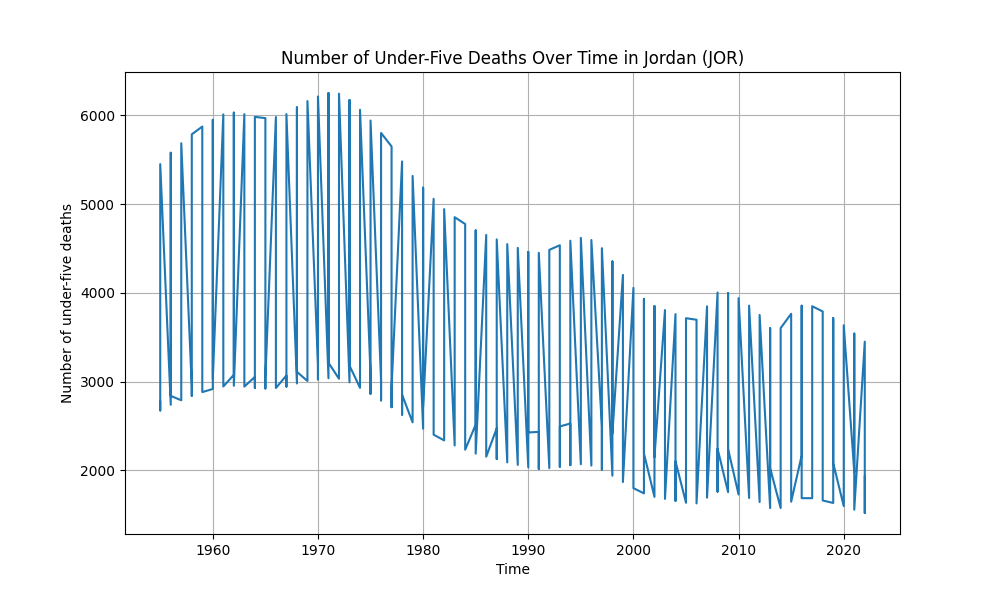 Number of Under-Five Deaths Over Time in Jordan (JOR)
Number of under-five deaths
6000
5000
4000
3000
2000
1960 1970 1980 1990 2000 2010 2020
Time